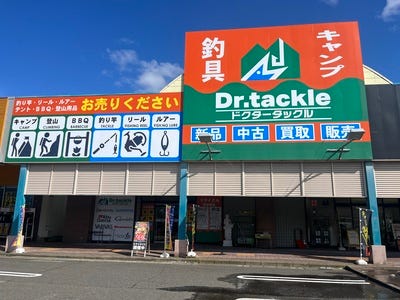 釣り竿・リール・ルアー
テント・BBQ・登山用品
お売りください
キャンプ 登山 BBQ 釣り竿 リール ルアー
CAMP CLIMBING BARBECUE TACKLE FISHING REEL FISHING LURE
釣具
キャンプ
Dr.tackle
ドクタータックル
新品 中古 買取 販売
Dr.tackle